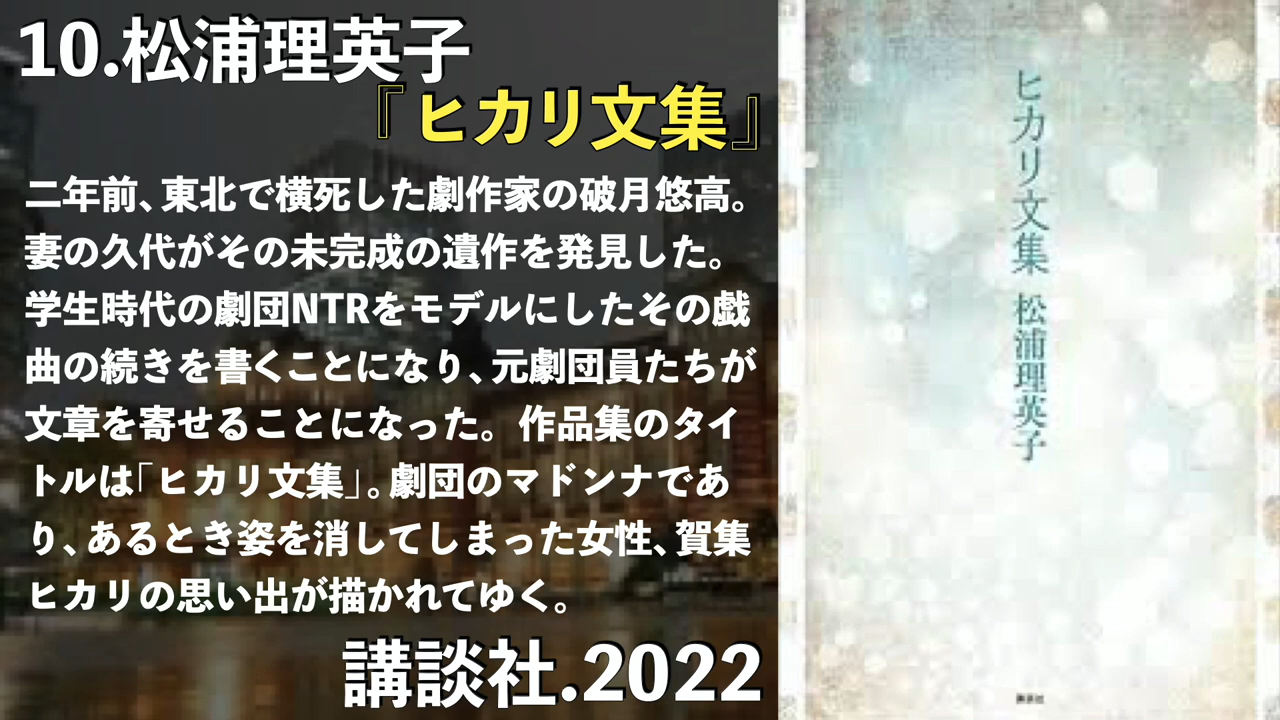 10.松浦理英子
『ヒカリ文集』
二年前、東北で横死した劇作家の破月悠高。
妻の久代がその未完成の遺作を発見した。
学生時代の劇団NTRをモデルにしたその戯
曲の続きを書くことになり、元劇団員たちが
文章を寄せることになった。作品集のタイ
トルは「ヒカリ文集」。劇団のマドンナであ
り、あるとき姿を消してしまった女性、賀集
ヒカリの思い出が描かれてゆく。
講談社.2022
ヒカリ文集 松浦理英子
講談社